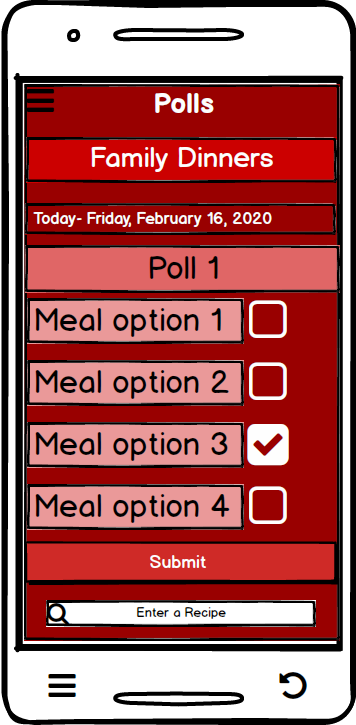 Polls
Family Dinners
Today- Friday, February 16, 2020
Poll 1
Meal option 1
Meal option 2
Meal option 3
Meal option 4
Submit
Enter a Recipe